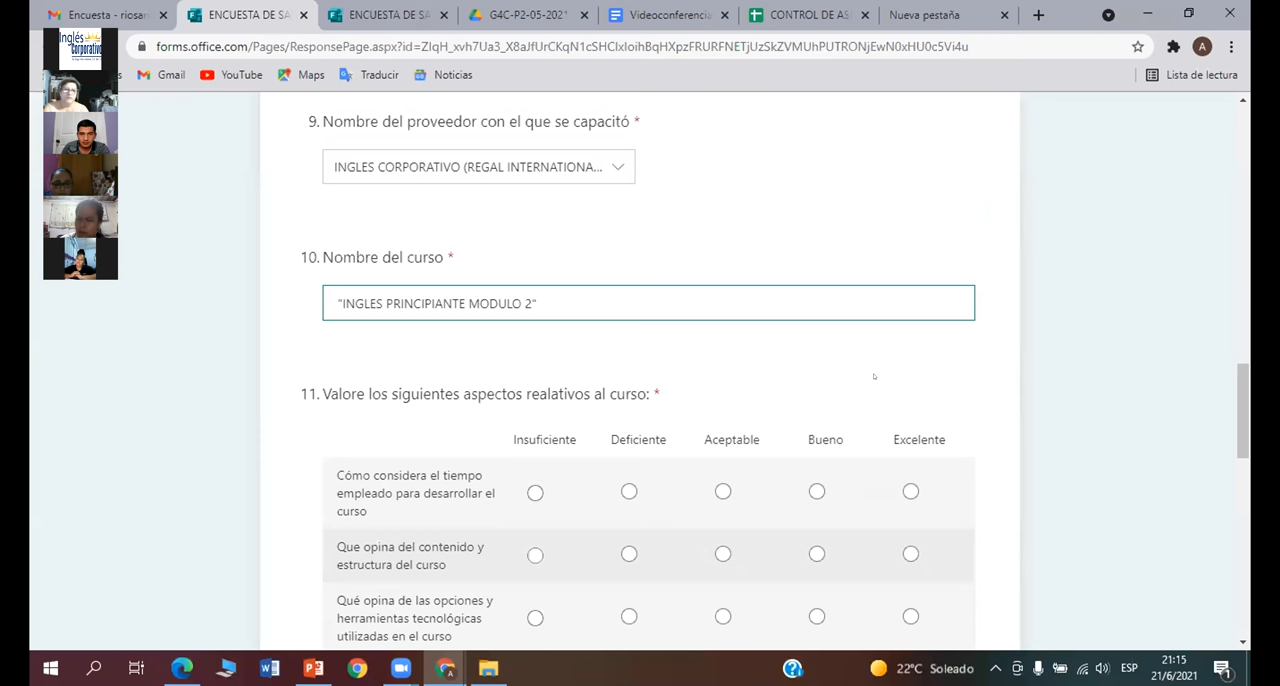 Encuesta - riosan
ENCUESTA DE SA
ENCUESTA DE SA
G4C-P2-05-2021
Videoconferencia
CONTROL DE ASI
Nueva pestaña
forms.office.com/Pages/ResponsePage.aspx?id=ZIqH_xvh7Ua3_X8aJfUrCKqN1cSHClxIoihBqHXpzFRURFNETjUzSkZVMUhPUTRONjEwN0xHU0c5Vi4u
A
Inglés
Corporativo
s
Gmail
YouTube
Maps
Traducir
Noticias
Lista de lectura
9. Nombre del proveedor con el que se capacitó *
INGLES CORPORATIVO (REGAL INTERNATIONA...
10. Nombre del curso *
"INGLES PRINCIPIANTE MODULO 2"
11. Valore los siguientes aspectos realativos al curso: *
Insuficiente Deficiente Aceptable Bueno Excelente
Cómo considera el tiempo
empleado para desarrollar el
curso
Que opina del contenido y
estructura del curso
Qué opina de las opciones y
herramientas tecnológicas
utilizadas en el curso
22°C Soleado
ESP
21:15
21/6/2021
1